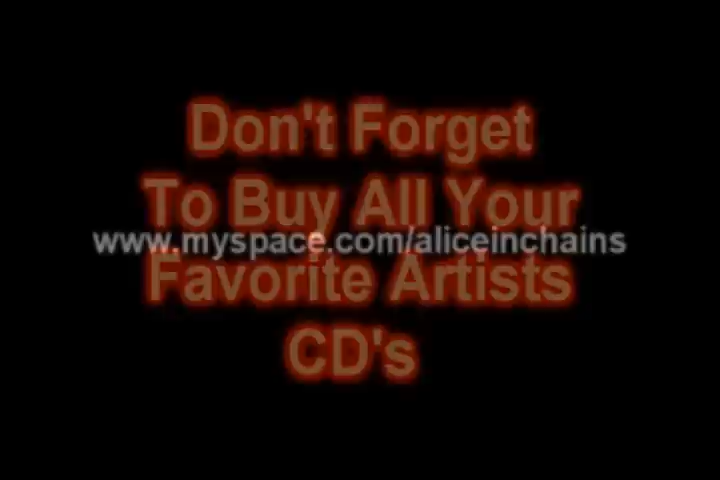 Don't Forget
To Buy All Your
www.myspace.com/aliceinchains
Favorite Artists
CD's